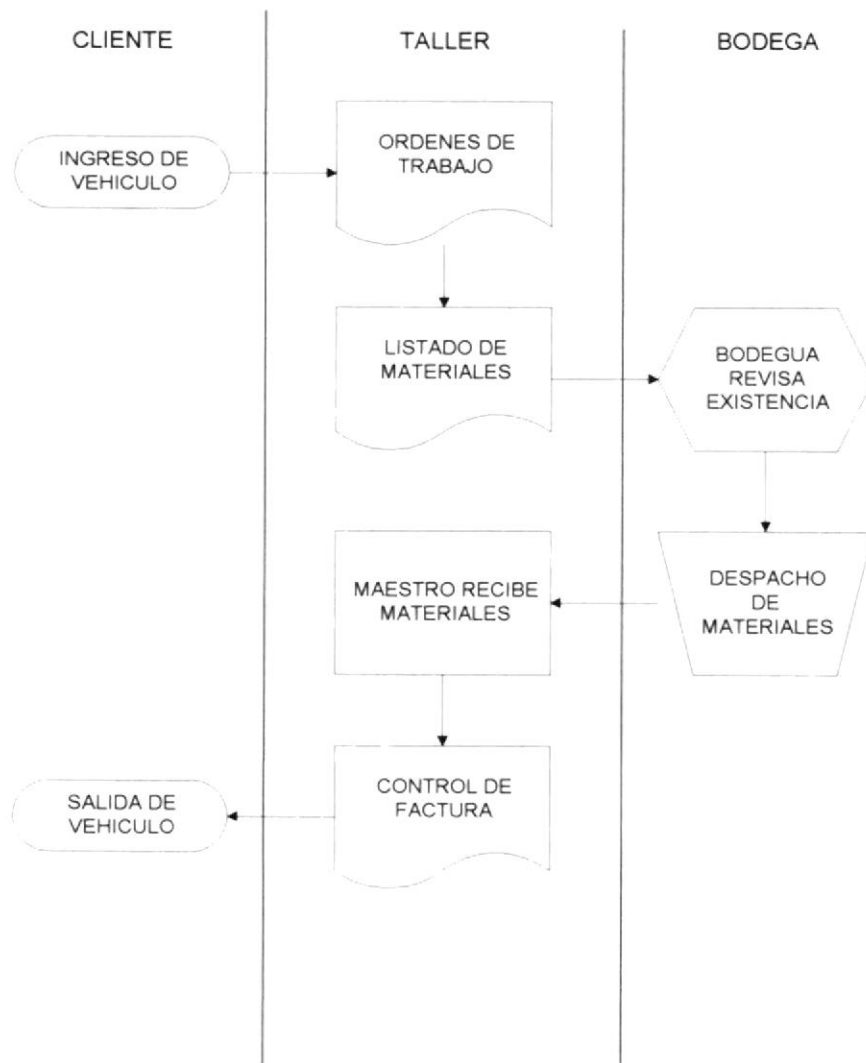 CLIENTE
TALLER
BODEGA
INGRESO DE
VEHICULO
ORDENES DE
TRABAJO
LISTADO DE
MATERIALES
BODEGUA
REVISA
EXISTENCIA
DESPACHO
DE
MATERIALES
MAESTRO RECIBE
MATERIALES
CONTROL DE
FACTURA
SALIDA DE
VEHICULO